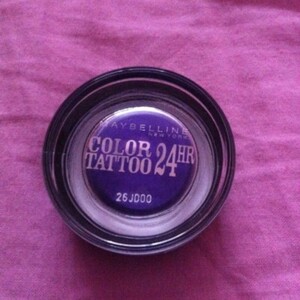 MAYBELLINE
NEW YORK
COLOR
TATTOO 24HR
26J000